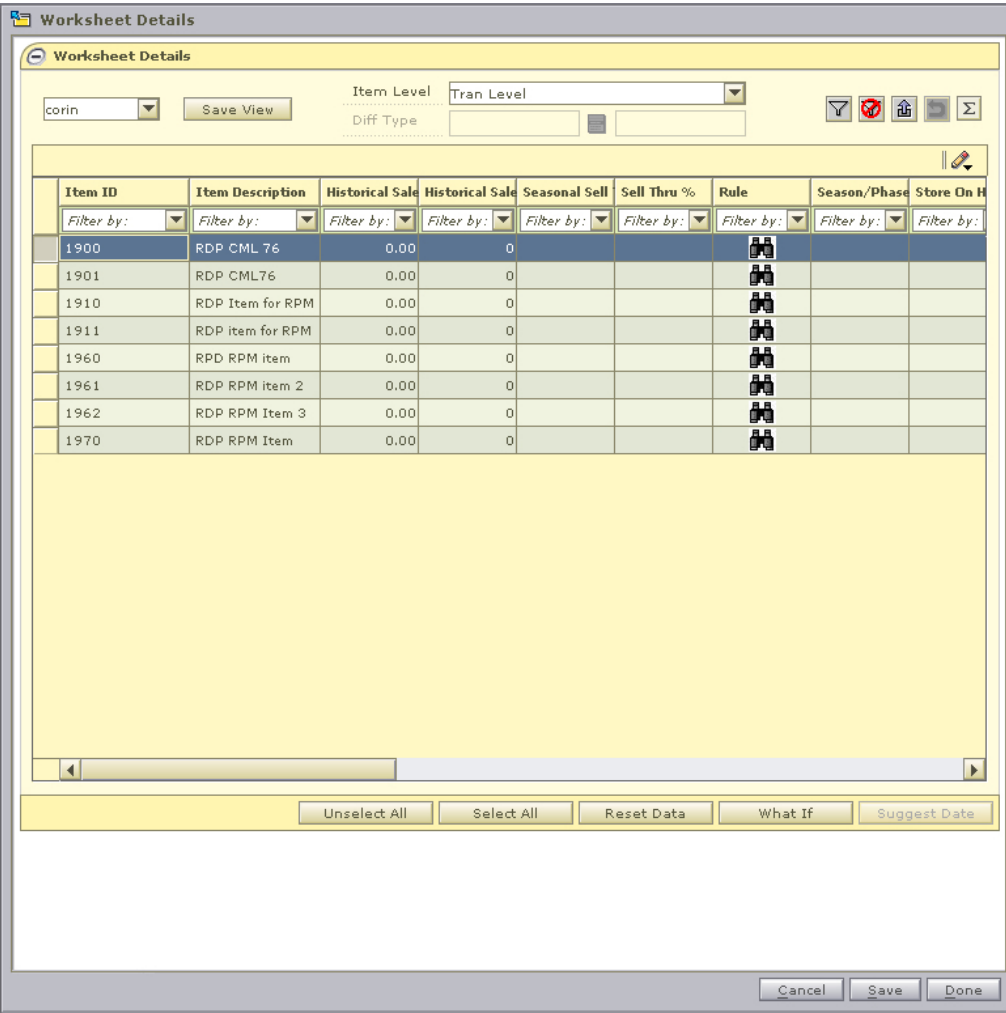 Worksheet Details
Worksheet Details
corin Save View Item Level Tran Level
Diff Type
Σ
Item ID Item Description Historical Sale Historical Sale Seasonal Sell Sell Thru % Rule Season/Phase Store On H
Filter by: Filter by: Filter by: Filter by: Filter by: Filter by: Filter by: Filter by: Filter by:
1900 RDP CML 76 0.00 0
1901 RDP CML76 0.00 0
1910 RDP Item for RPM 0.00 0
1911 RDP item for RPM 0.00 0
1960 RPD RPM item 0.00 0
1961 RDP RPM item 2 0.00 0
1962 RDP RPM Item 3 0.00 0
1970 RDP RPM Item 0.00 0
Unselect All Select All Reset Data What If Suggest Date
Cancel Save Done